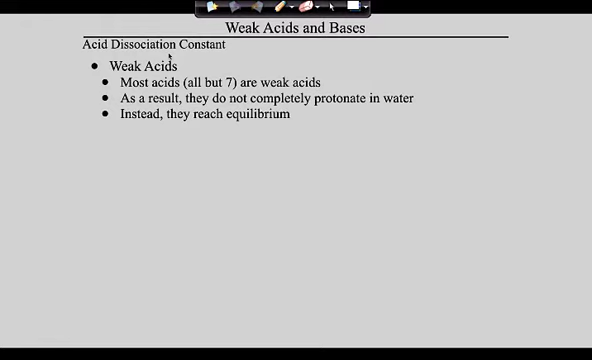 Weak Acids and Bases
Acid Dissociation Constant
● Weak Acids
● Most acids (all but 7) are weak acids
● As a result, they do not completely protonate in water
● Instead, they reach equilibrium